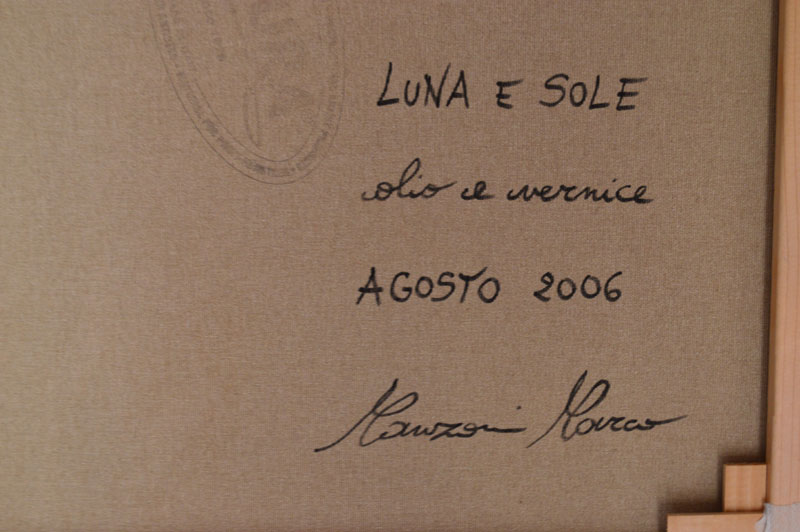 LUNA E SOLE
olio e vernice
AGOSTO 2006
Manzoni Marco